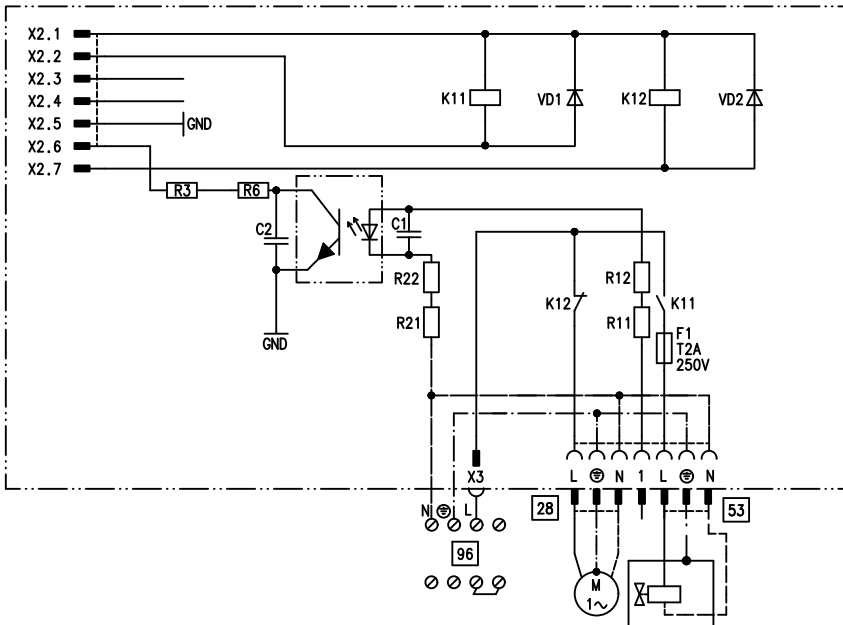 X2.1
X2.2
X2.3
X2.4
X2.5
X2.6
X2.7
GND
K11
VD1
K12
VD2
R3
R6
C2
C1
R22
R21
GND
K12
R12
R11
K11
F1
T2A
250V
X3
L
N
1
L
N
N
L
28
53
96
M
1~